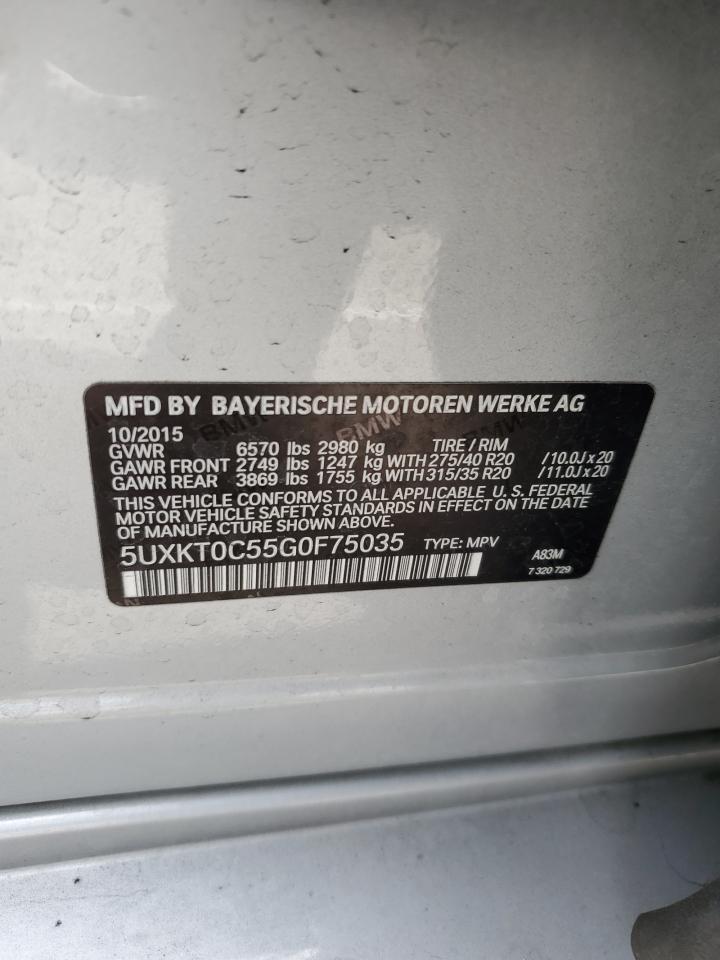 MFD BY BAYERISCHE MOTOREN WERKE AG
10/2015
GVWR 6570 lbs 2980 kg TIRE / RIM
GAWR FRONT 2749 lbs 1247 kg WITH 275/40 R20 /10.0J x 20
GAWR REAR 3869 lbs 1755 kg WITH 315/35 R20 /11.0J x 20
THIS VEHICLE CONFORMS TO ALL APPLICABLE U. S. FEDERAL
MOTOR VEHICLE SAFETY STANDARDS IN EFFECT ON THE DATE
OF MANUFACTURE SHOWN ABOVE.
5UXKT0C55G0F75035 TYPE: MPV A83M
7 320 729
BMW
BMW